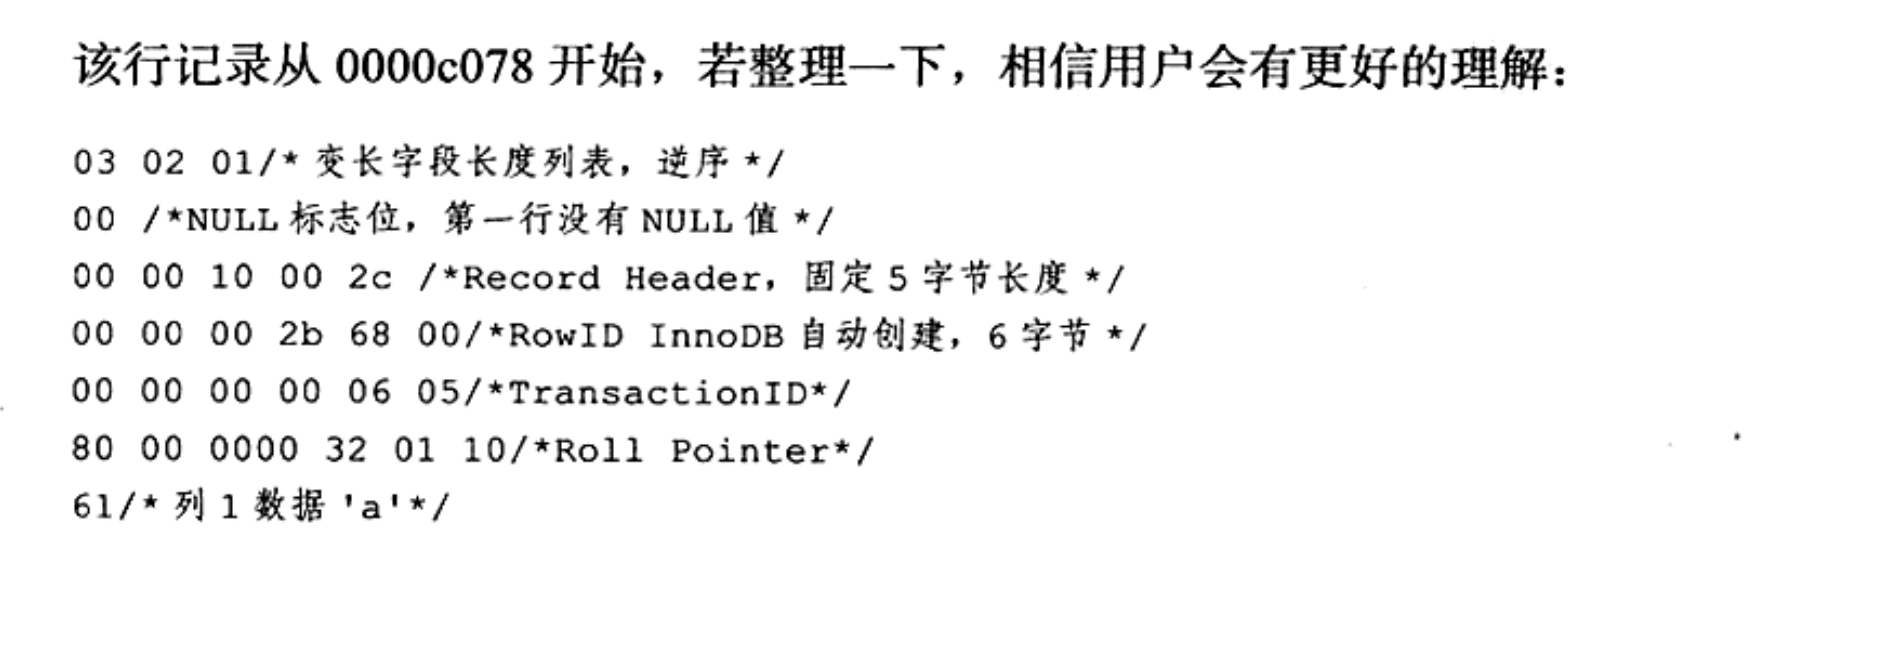 该行记录从 0000c078 开始，若整理一下，相信用户会有更好的理解：
03 02 01/* 变长字段长度列表，逆序 */
00 /*NULL 标志位，第一行没有 NULL 值 */
00 00 10 00 2c /*Record Header，固定 5 字节长度 */
00 00 00 2b 68 00/*RowID InnoDB 自动创建，6 字节 */
00 00 00 00 06 05/*TransactionID*/
80 00 0000 32 01 10/*Roll Pointer*/
61/* 列 1 数据 'a'*/